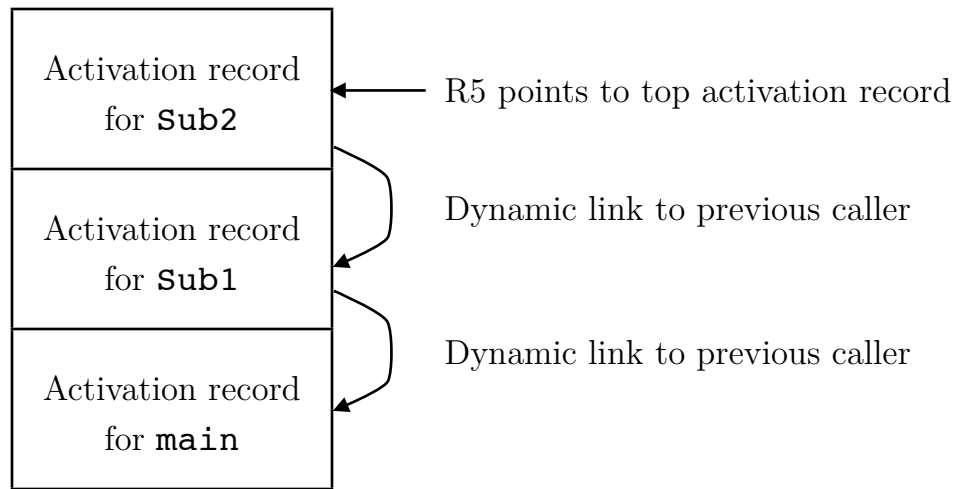 Activation record
for Sub2
R5 points to top activation record
Dynamic link to previous caller
Activation record
for Sub1
Dynamic link to previous caller
Activation record
for main